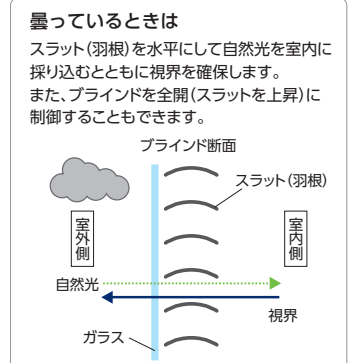 曇っているときは
スラット(羽根)を水平にして自然光を室内に
採り込むとともに視界を確保します。
また、ブラインドを全開(スラットを上昇)に
制御することもできます。
ブラインド断面
スラット(羽根)
室外側
室内側
自然光
視界
ガラス